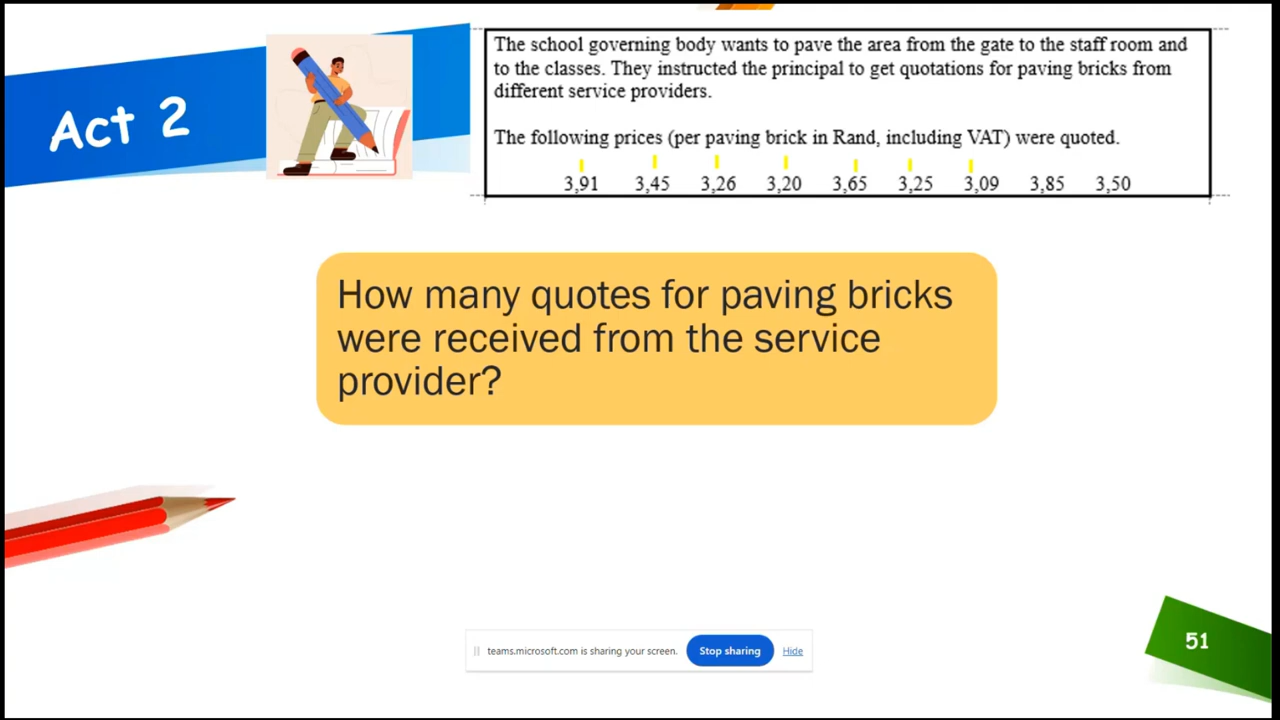 Act 2
The school governing body wants to pave the area from the gate to the staff room and
to the classes. They instructed the principal to get quotations for paving bricks from
different service providers.
The following prices (per paving brick in Rand, including VAT) were quoted.
3,91 3,45 3,26 3,20 3,65 3,25 3,09 3,85 3,50
How many quotes for paving bricks
were received from the service
provider?
teams.microsoft.com is sharing your screen. Stop sharing Hide
51